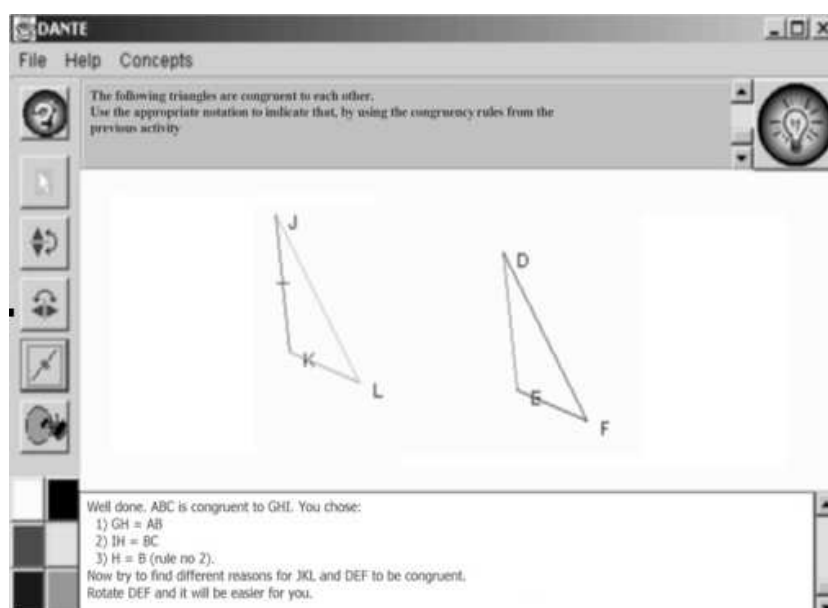 DANTE
File Help Concepts
The following triangles are congruent to each other.
Use the appropriate notation to indicate that, by using the congruency rules from the
previous activity
J
D
K
L
E
F
Well done. ABC is congruent to GHI. You chose:
1) GH = AB
2) IH = BC
3) H = B (rule no 2).
Now try to find different reasons for JKL and DEF to be congruent.
Rotate DEF and it will be easier for you.